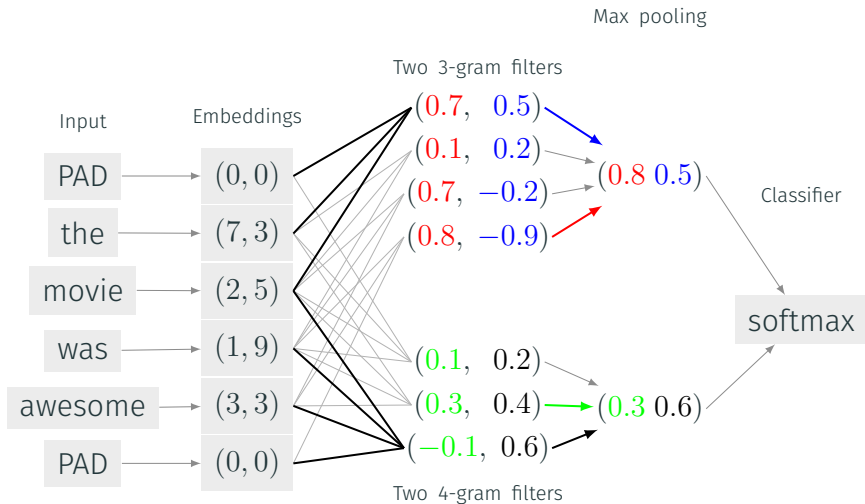 Max pooling
Two 3-gram filters
Input
Embeddings
PAD
(0, 0)
the
(7, 3)
movie
(2, 5)
was
(1, 9)
awesome
(3, 3)
PAD
(0, 0)
(0.7, 0.5)
(0.1, 0.2)
(0.7, −0.2)
(0.8, −0.9)
(0.8 0.5)
Classifier
softmax
(0.1, 0.2)
(0.3, 0.4)
(−0.1, 0.6)
(0.3 0.6)
Two 4-gram filters